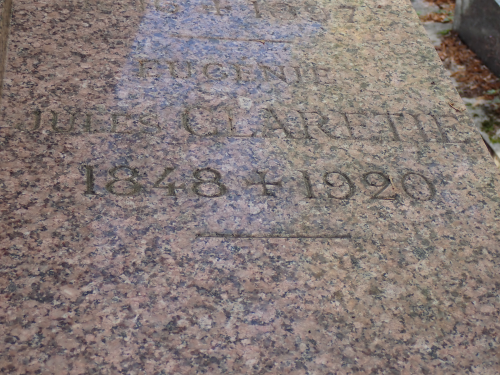 EUGENIE
JULES CLARETIE
1848 + 1920